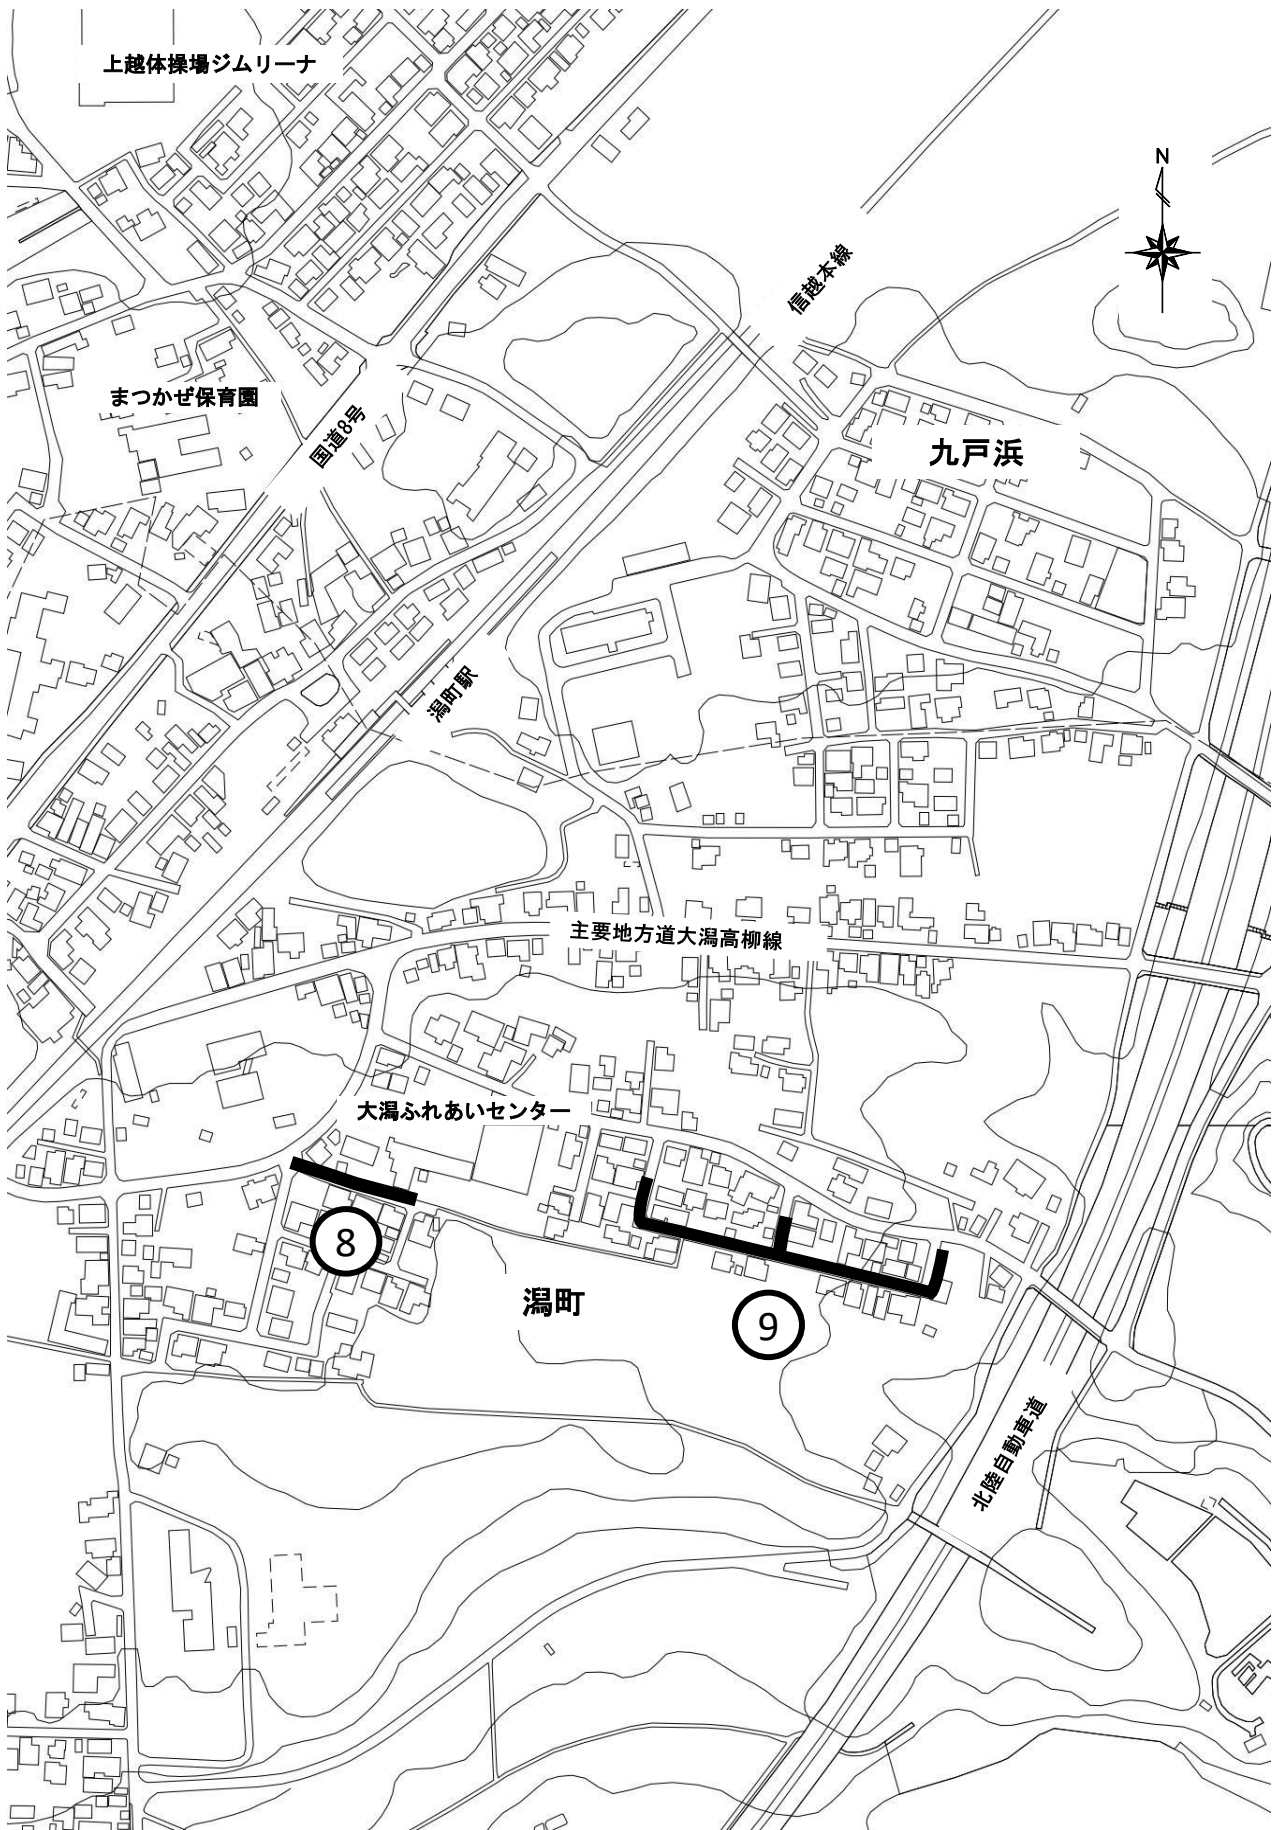 上越体操場ジムリーナ
N
信越本線
まつかぜ保育園
国道8号
九戸浜
潟町駅
主要地方道大潟高柳線
大潟ふれあいセンター
8
潟町
9
北陸自動車道